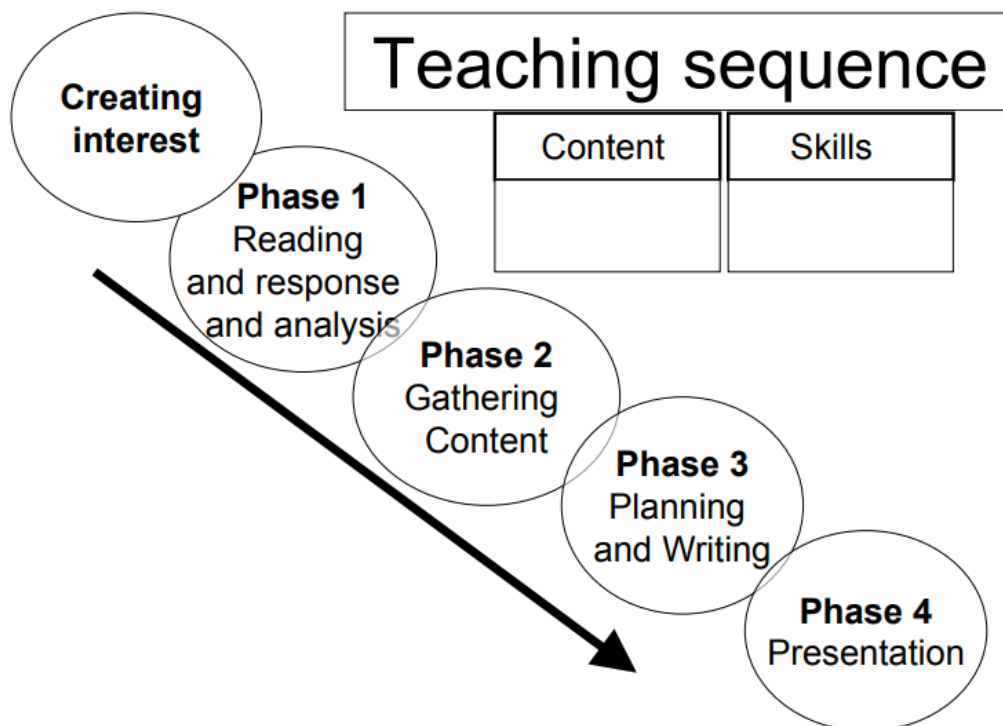 Teaching sequence
Content
Skills
Creating
interest
Phase 1
Reading
and response
and analysis
Phase 2
Gathering
Content
Phase 3
Planning
and Writing
Phase 4
Presentation